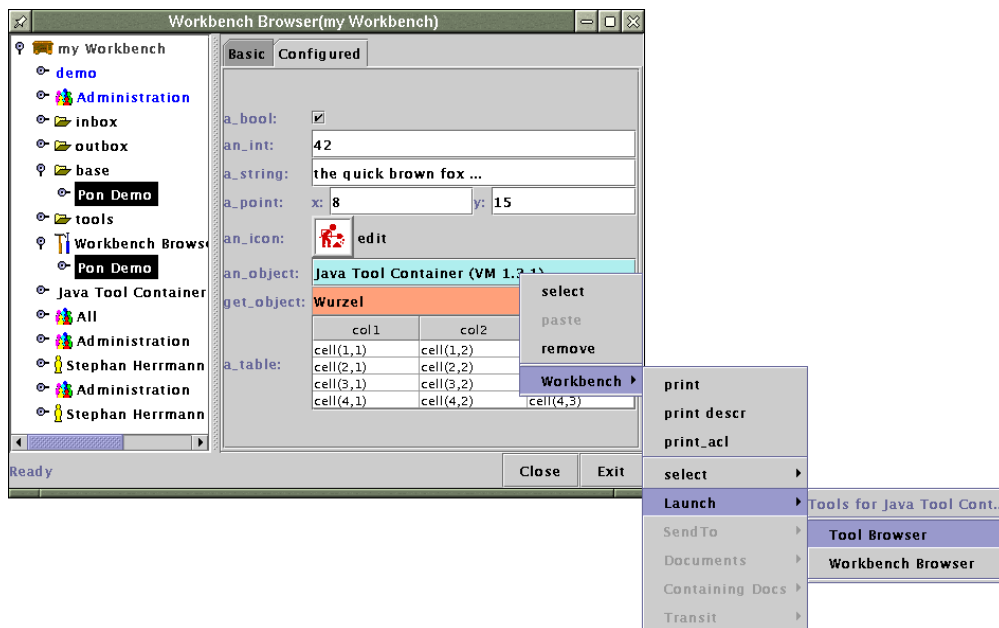 Workbench Browser(my Workbench)
my Workbench
demo
Administration
inbox
outbox
base
Pon Demo
tools
Workbench Brows
Pon Demo
Java Tool Container
All
Administration
Stephan Herrmann
Administration
Stephan Herrmann
Basic Configured
a_bool:
an_int: 42
a_string: the quick brown fox ...
a_point: x: 8 y: 15
an_icon: edit
an_object: Java Tool Container (VM 1.3.1)
get_object: Wurzel
a_table:
col1 col2
cell(1,1) cell(1,2)
cell(2,1) cell(2,2)
cell(3,1) cell(3,2)
cell(4,1) cell(4,2) cell(4,3)
select
paste
remove
Workbench
print
print descr
print_acl
select
Launch
SendTo
Documents
Containing Docs
Transit
Tools for Java Tool Cont..
Tool Browser
Workbench Browser
Ready
Close Exit